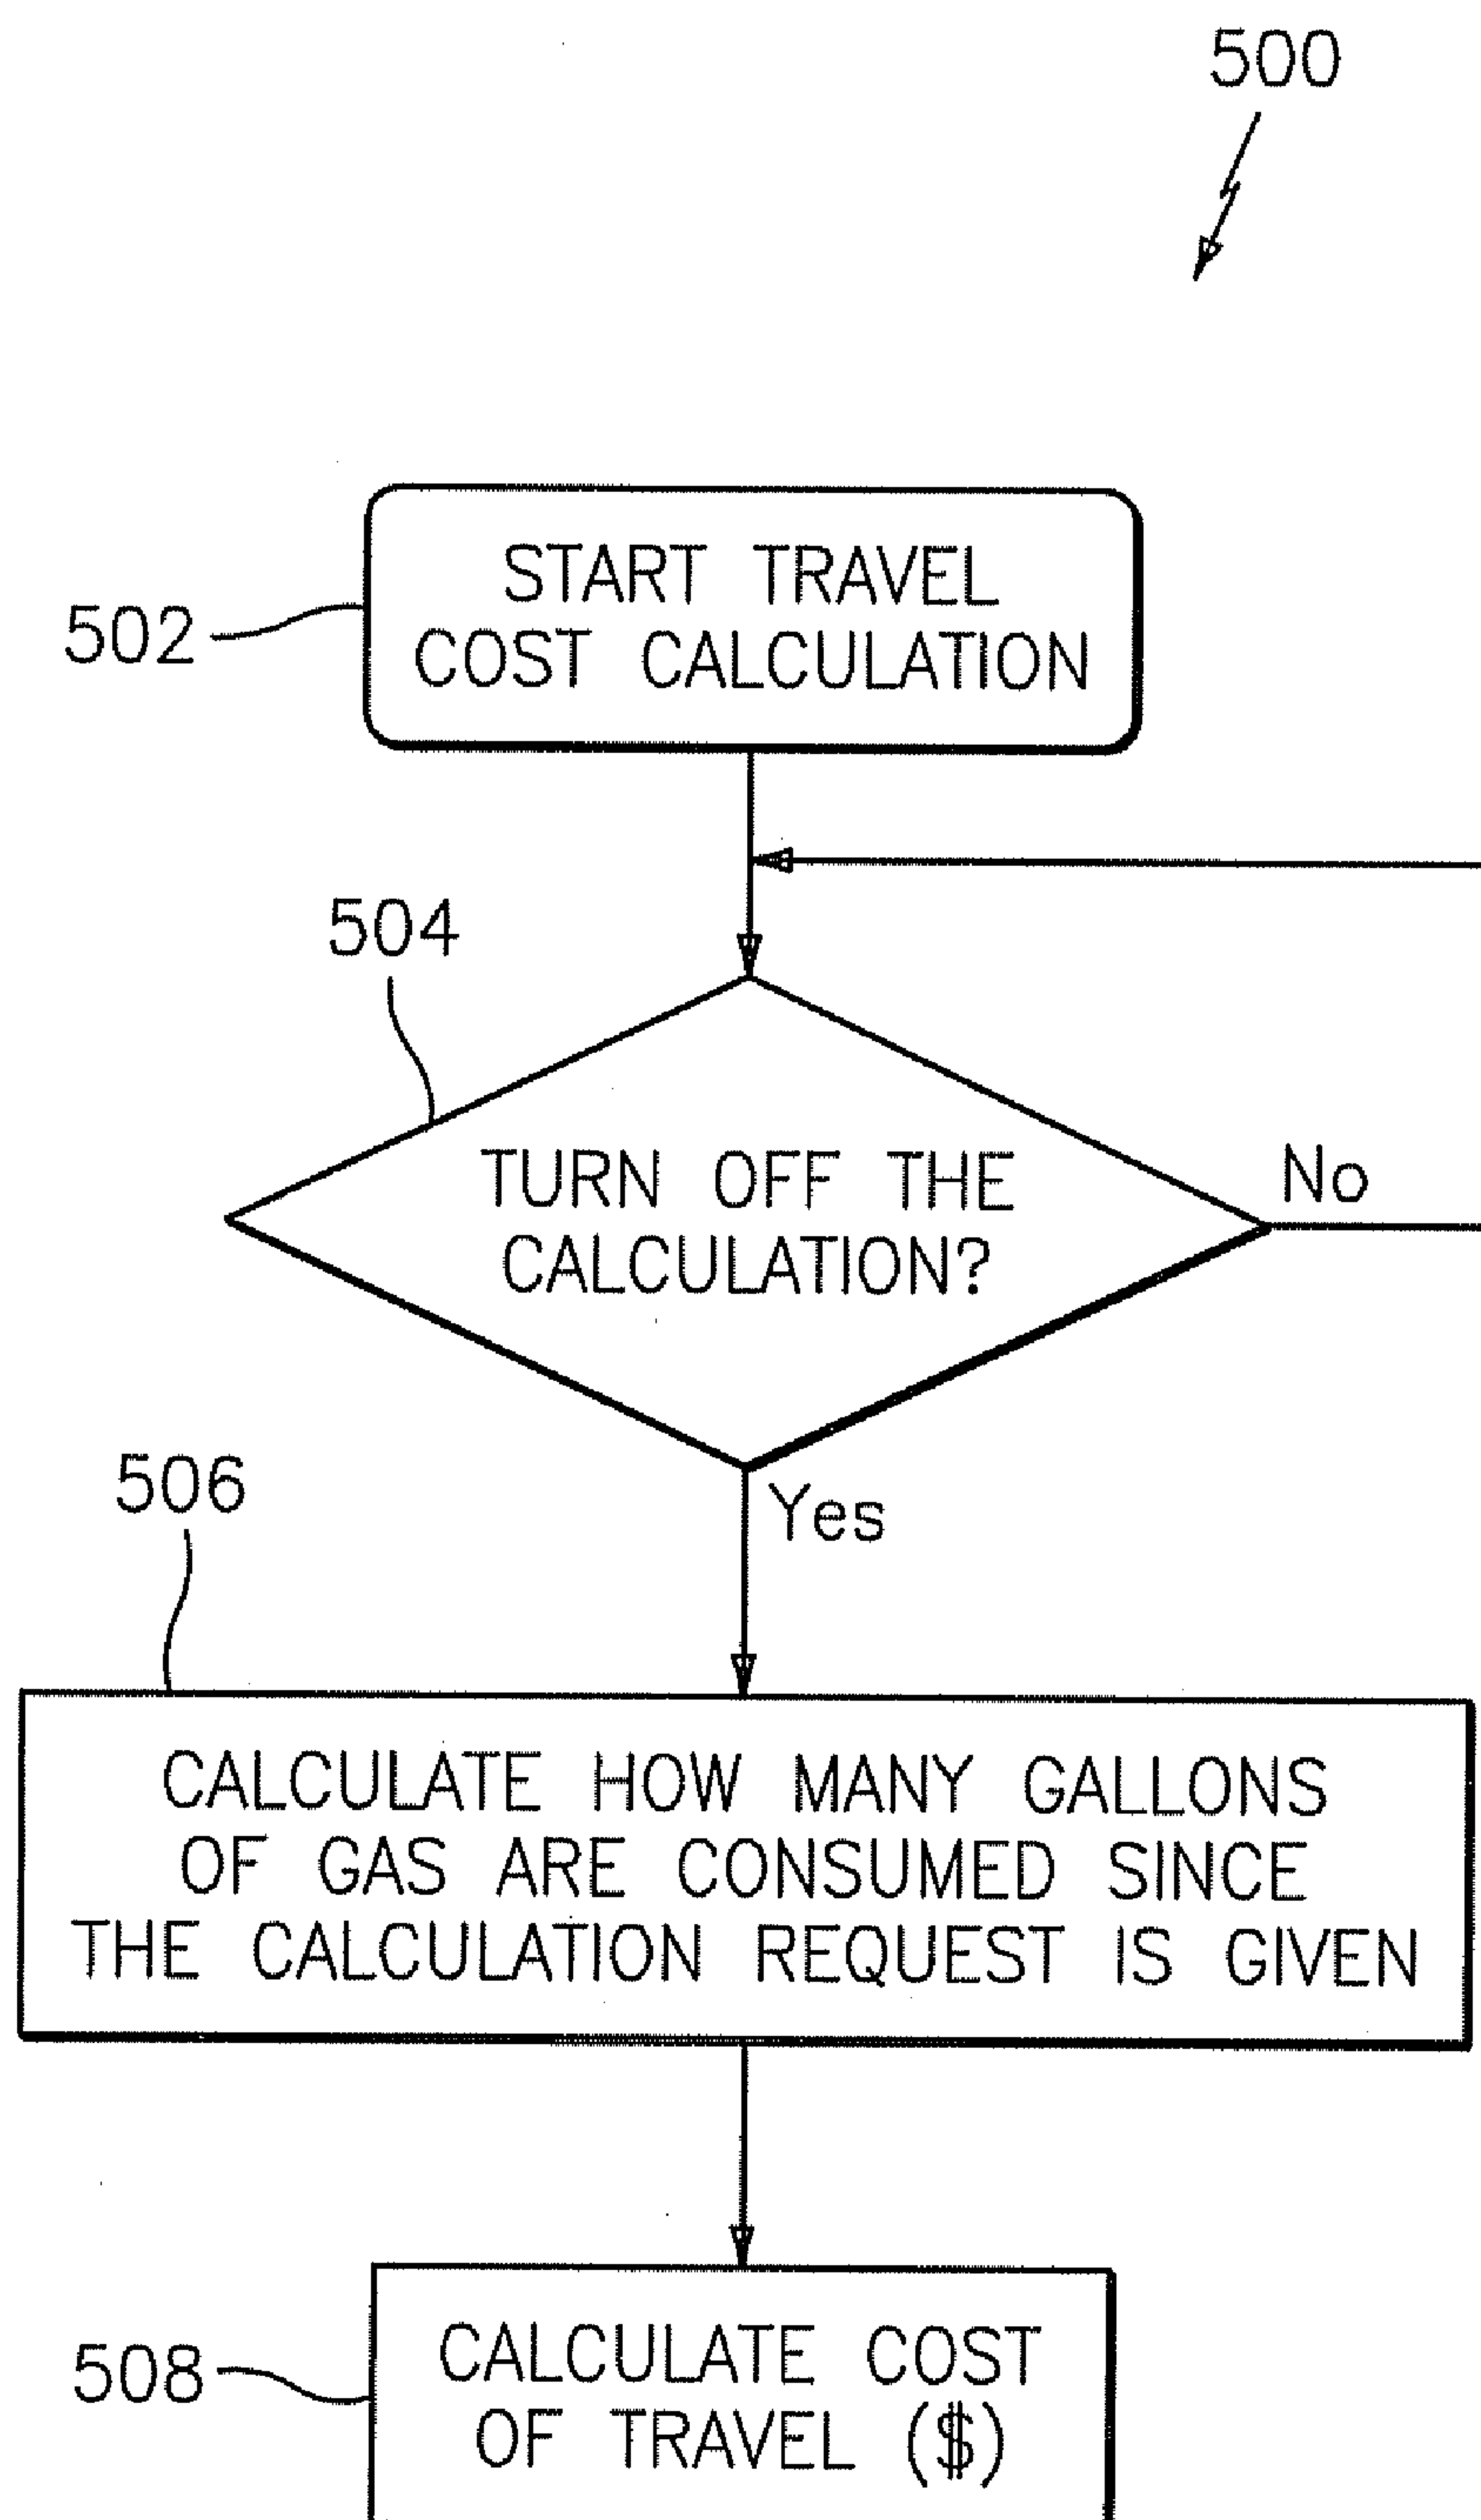 500
START TRAVEL
COST CALCULATION
502
504
TURN OFF THE
CALCULATION?
No
Yes
506
CALCULATE HOW MANY GALLONS
OF GAS ARE CONSUMED SINCE
THE CALCULATION REQUEST IS GIVEN
508
CALCULATE COST
OF TRAVEL ($)